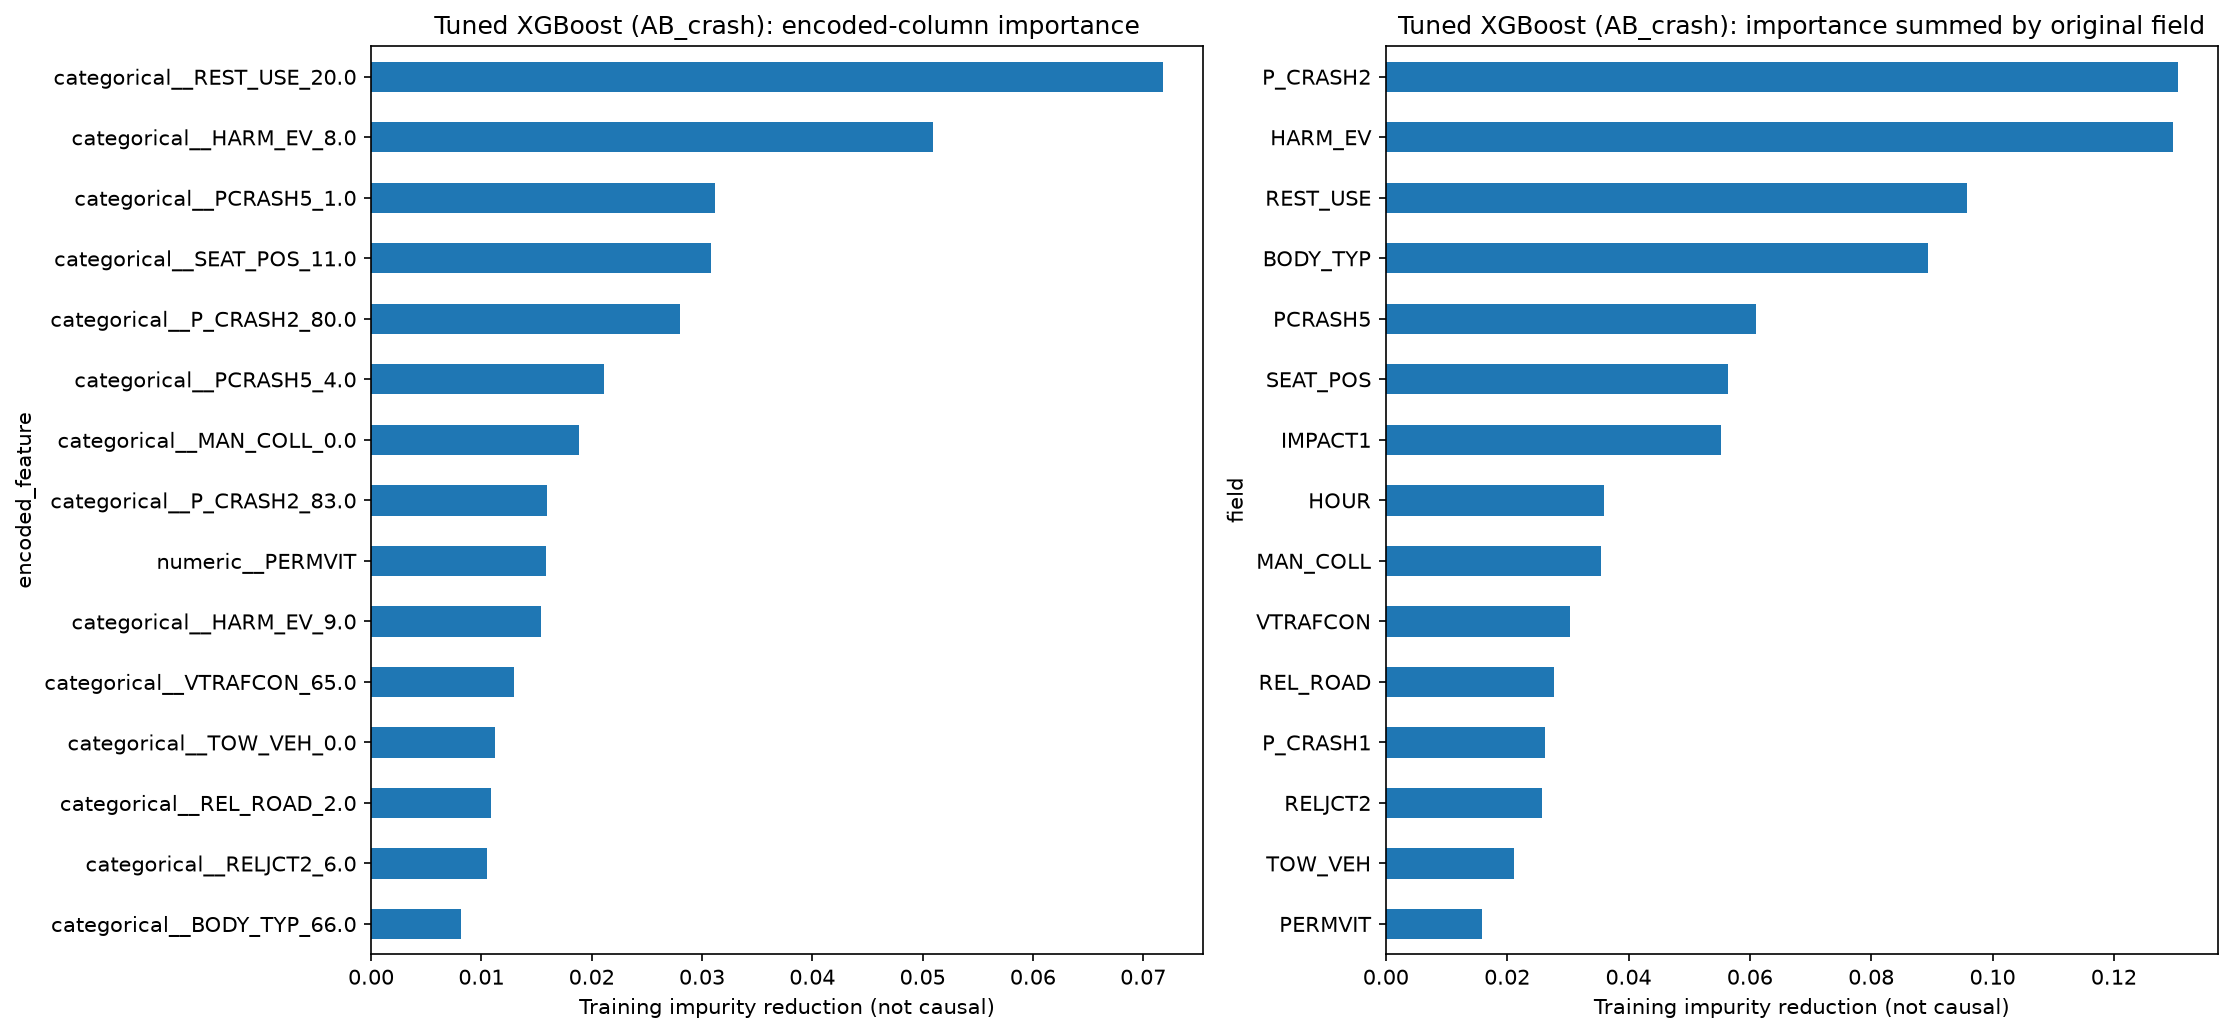 Tuned XGBoost (AB_crash): encoded-column importance
categorical__REST_USE_20.0
categorical__HARM_EV_8.0
categorical__PCRASH5_1.0
categorical__SEAT_POS_11.0
categorical__P_CRASH2_80.0
categorical__PCRASH5_4.0
categorical__MAN_COLL_0.0
categorical__P_CRASH2_83.0
numeric__PERMVIT
categorical__HARM_EV_9.0
categorical__VTRAFCON_65.0
categorical__TOW_VEH_0.0
categorical__REL_ROAD_2.0
categorical__RELJCT2_6.0
categorical__BODY_TYP_66.0
encoded_feature
0.00 0.01 0.02 0.03 0.04 0.05 0.06 0.07
Training impurity reduction (not causal)
Tuned XGBoost (AB_crash): importance summed by original field
P_CRASH2
HARM_EV
REST_USE
BODY_TYP
PCRASH5
SEAT_POS
IMPACT1
HOUR
MAN_COLL
VTRAFCON
REL_ROAD
P_CRASH1
RELJCT2
TOW_VEH
PERMVIT
field
0.00 0.02 0.04 0.06 0.08 0.10 0.12
Training impurity reduction (not causal)